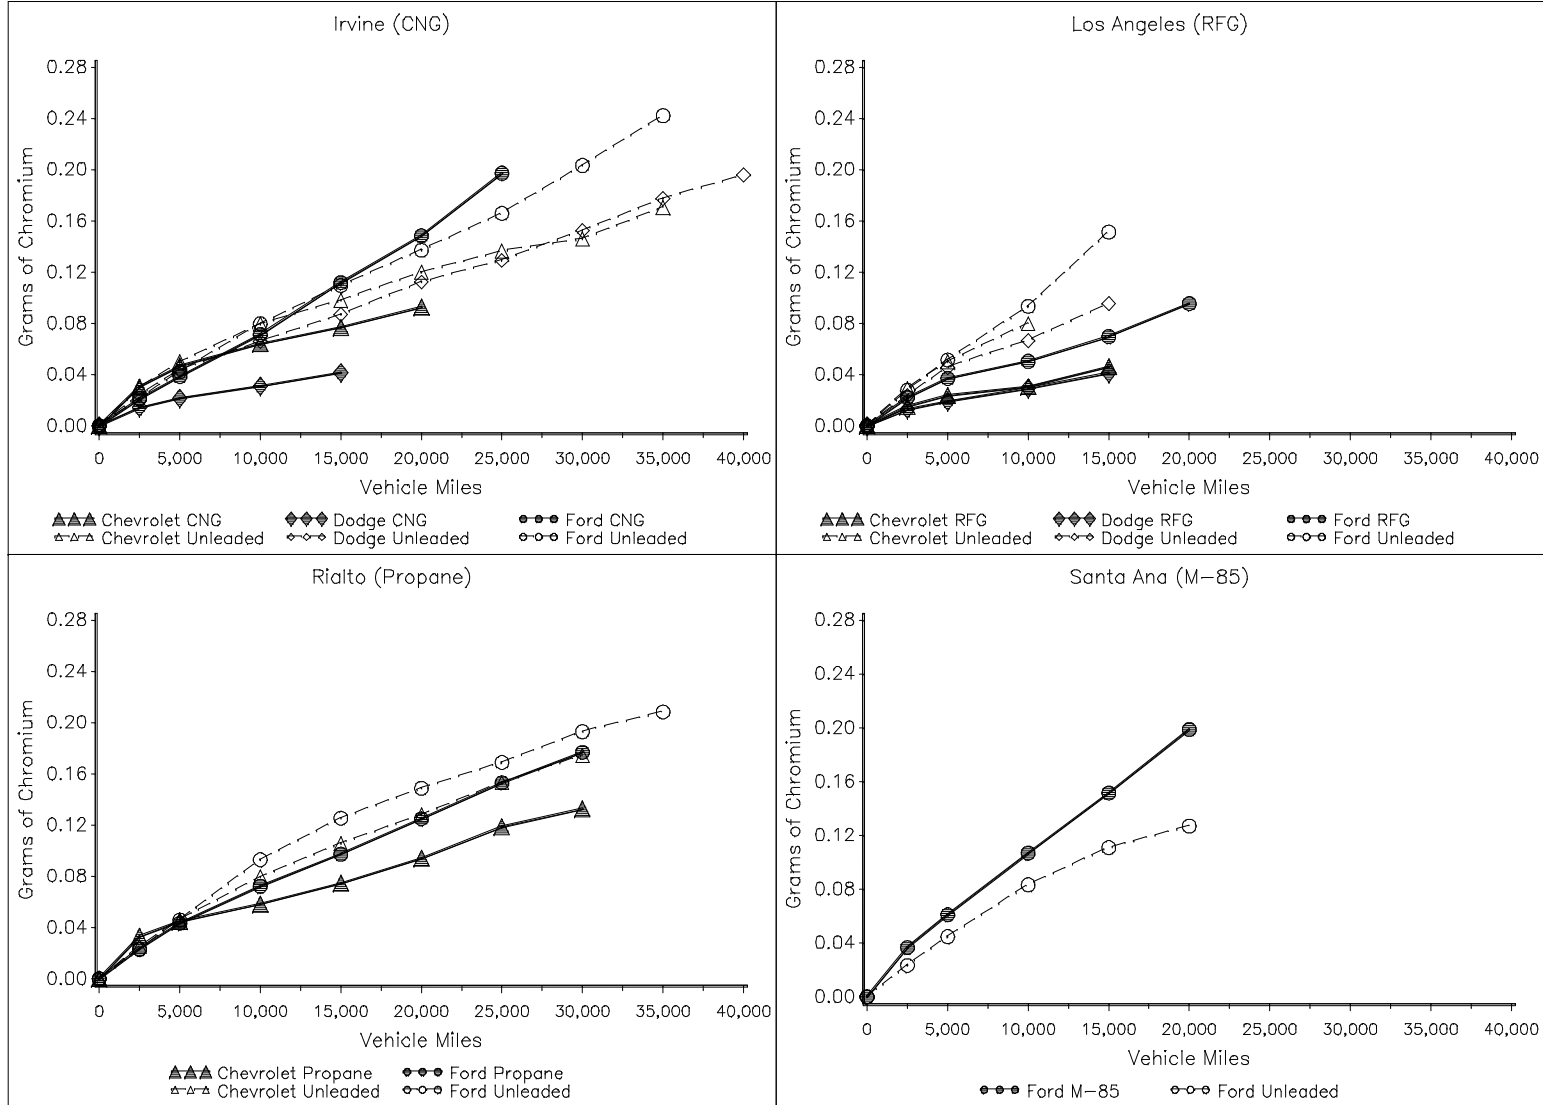 Irvine (CNG)
0.28
0.24
0.20
0.16
0.12
0.08
0.04
0.00
Grams of Chromium
0 5,000 10,000 15,000 20,000 25,000 30,000 35,000 40,000
Vehicle Miles
Chevrolet CNG Dodge CNG Ford CNG
Chevrolet Unleaded Dodge Unleaded Ford Unleaded
Los Angeles (RFG)
0.28
0.24
0.20
0.16
0.12
0.08
0.04
0.00
Grams of Chromium
0 5,000 10,000 15,000 20,000 25,000 30,000 35,000 40,000
Vehicle Miles
Chevrolet RFG Dodge RFG Ford RFG
Chevrolet Unleaded Dodge Unleaded Ford Unleaded
Rialto (Propane)
0.28
0.24
0.20
0.16
0.12
0.08
0.04
0.00
Grams of Chromium
0 5,000 10,000 15,000 20,000 25,000 30,000 35,000 40,000
Vehicle Miles
Chevrolet Propane Ford Propane
Chevrolet Unleaded Ford Unleaded
Santa Ana (M-85)
0.28
0.24
0.20
0.16
0.12
0.08
0.04
0.00
Grams of Chromium
0 5,000 10,000 15,000 20,000 25,000 30,000 35,000 40,000
Vehicle Miles
Ford M-85 Ford Unleaded